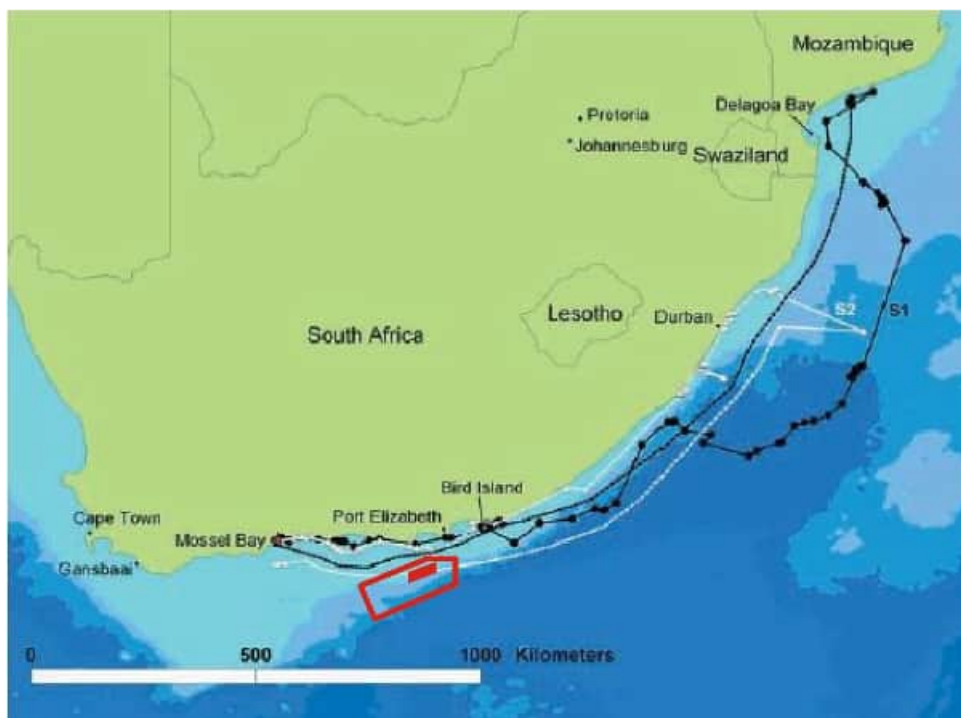 Mozambique
Delagoa Bay
Pretoria
Johannesburg
Swaziland
Lesotho
Durban
S2
S1
South Africa
Bird Island
Port Elizabeth
Cape Town
Mossel Bay
Gansbaai
0 500 1000 Kilometers